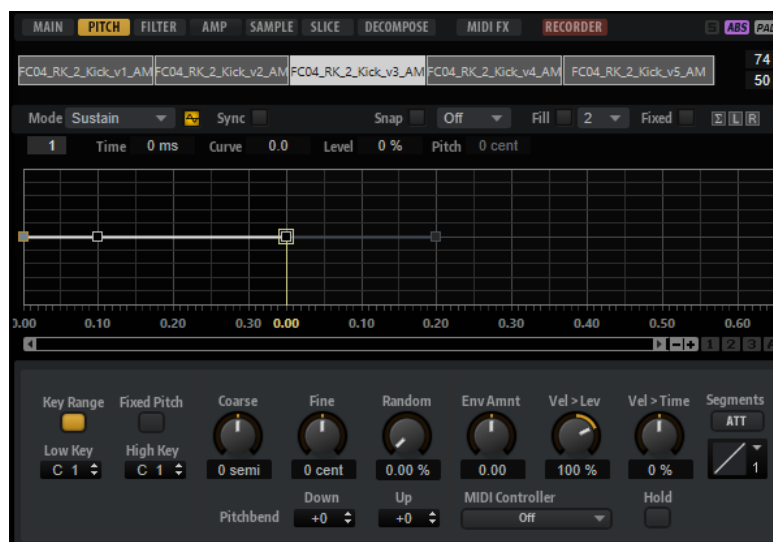 MAIN PITCH FILTER AMP SAMPLE SLICE DECOMPOSE MIDI FX RECORDER S ABS PAD
FC04_RK_2_Kick_v1_AM FC04_RK_2_Kick_v2_AM FC04_RK_2_Kick_v3_AM FC04_RK_2_Kick_v4_AM FC04_RK_2_Kick_v5_AM 74
50
Mode Sustain Sync Snap Off Fill 2 Fixed Σ L R
1 Time 0 ms Curve 0.0 Level 0 % Pitch 0 cent
0.00 0.10 0.20 0.30 0.00 0.10 0.20 0.30 0.40 0.50 0.60
1 2 3
Key Range Fixed Pitch Coarse Fine Random Env Amnt Vel > Lev Vel > Time Segments
ATT
Low Key High Key
C 1 C 1 0 semi 0 cent 0.00 % 0.00 100 % 0 % 1
Down Up MIDI Controller Hold
Pitchbend +0 +0 Off